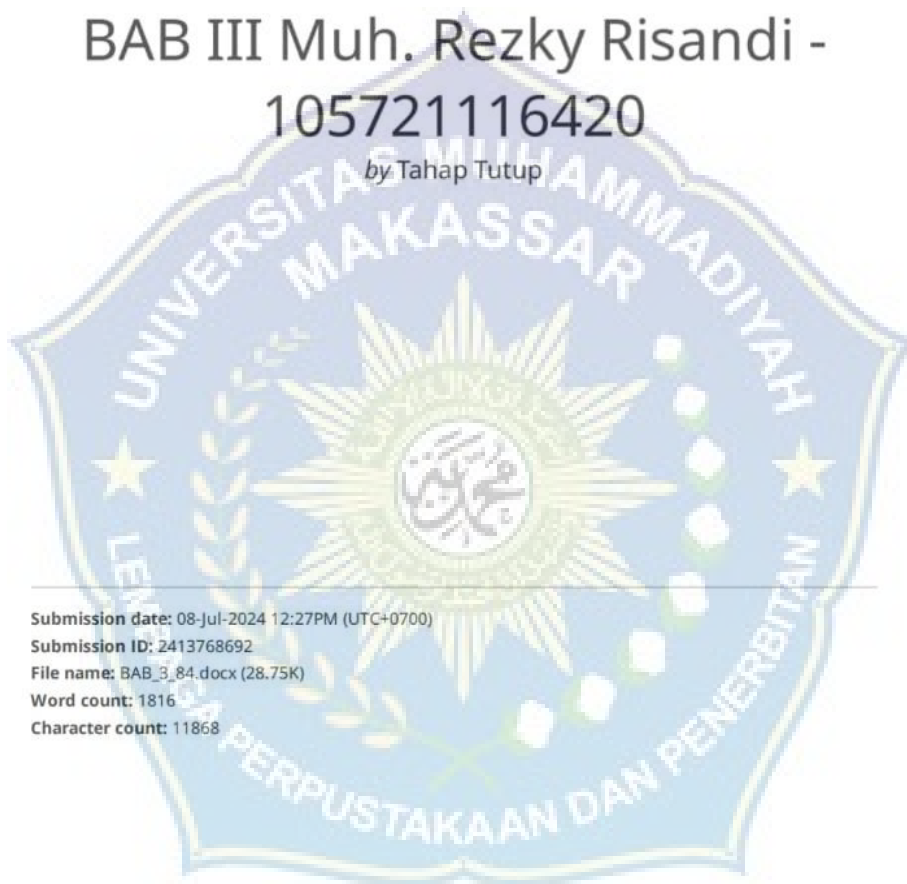 BAB III Muh. Rezky Risandi -
105721116420
by Tahap Tutup
UNIVERSITAS MUHAMMADIYAH
MAKASSAR
Submission date: 08-Jul-2024 12:27PM (UTC+0700)
Submission ID: 2413768692
File name: BAB_3_84.docx (28.75K)
Word count: 1816
Character count: 11868
LEMBAGA PERPUSTAKAAN DAN PENERBITAN